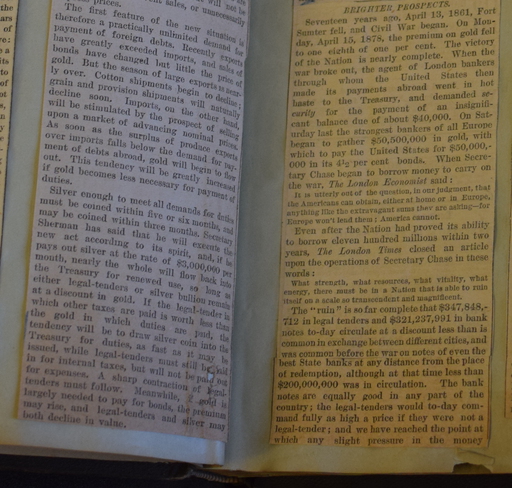 prices.
The first feature of the new situation is
therefore a practically unlimited demand for
payment of foreign debts. Recently exports
have greatly exceeded imports, and sales of
bonds have changed but little the price of
gold. But the season of large exports is near-
ly over. Cotton shipments begin to decline;
grain and provision shipments will naturally
decline soon. Imports, on the other hand
will be stimulated by the prospect of selling
upon a market of advancing nominal prices.
As soon as the surplus of produce exports
over imports falls below the demand for pay-
ment of debts abroad, gold will begin to
out. This tendency will be greatly increased
if gold becomes less necessary for payment of
duties.
Silver enough to meet all demands for duties
must be coined within five or six months, and
may be coined within three months. Secretary
Sherman has said that he will execute the
new act according to its spirit, and, if he
pays out silver at the rate of $3,000,000 per
month, nearly the whole will flow back into
the Treasury for renewed use, so long as
either legal-tenders or silver bullion remain
at a discount in gold. If the legal-tender in
which other taxes are paid is worth less than
the gold in which duties are paid, the
tendency will be to draw silver coin into the
Treasury for duties, as fast as it may be
issued, while legal-tenders must still be
in for internal taxes, but will not be paid
for expenses. A sharp contraction of legal-
tenders must follow. Meanwhile, gold is
largely needed to pay for bonds, the premium
may rise, and legal-tenders and silver may
both decline in value.
BRIGHTER PROSPECTS.
Seventeen years ago, April 13, 1861, Fort
Sumter fell, and Civil War began. On Mon-
day, April 15, 1878, the premium on gold fell
to one eighth of one per cent. The victory
of the Nation is nearly complete. When the
war broke out, the agent of London bankers
through whom the United States then
made its payments abroad went in hot
haste to the Treasury, and demanded se-
curity for the payment of an insignifi-
cant balance due of about $40,000. On Sat-
urday last the strongest bankers of all Europe
began to gather $50,500,000 in gold, with
which to pay the United States for $50,000,-
000 in its 4½ per cent bonds. When Secre-
tary Chase began to borrow money to carry on
the war, The London Economist said:
It is utterly out of the question, in our judgment, that
the Americans can obtain, either at home or in Europe,
anything like the extravagant sums they are asking—for
Europe won't lend them; America cannot.
Even after the Nation had proved its ability
to borrow eleven hundred millions within two
years, The London Times closed an article
upon the operations of Secretary Chase in these
words:
What strength, what resources, what vitality, what
energy, there must be in a Nation that is able to ruin
itself on a scale so transcendent and magnificent.
The "ruin" is so far complete that $347,848,-
712 in legal tenders and $321,237,991 in bank
notes to-day circulate at a discount less than is
common in exchange between different cities, and
was common before the war on notes of even the
best State banks at any distance from the place
of redemption, although at that time less than
$200,000,000 was in circulation. The bank
notes are equally good in any part of the
country; the legal-tenders would to-day com-
mand fully as high a price if they were not a
legal-tender; and we have reached the point at
which any slight pressure in the money